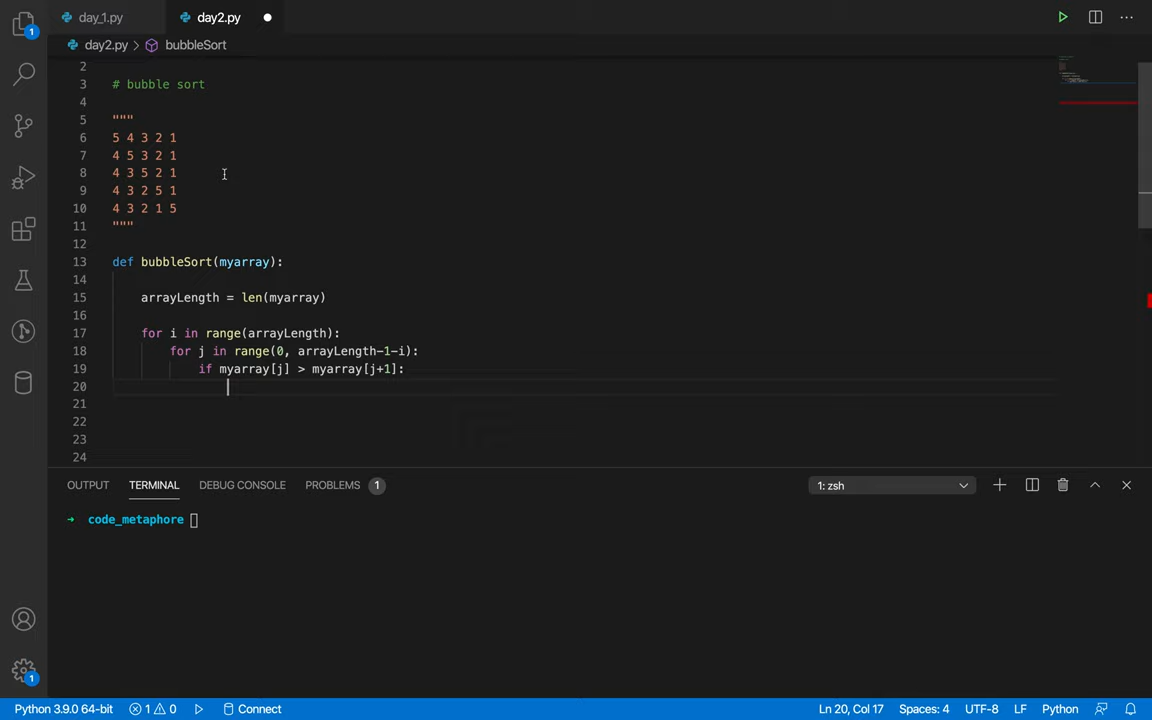 day_1.py day2.py
day2.py bubbleSort
2
3 # bubble sort
4
5 """
6 5 4 3 2 1
7 4 5 3 2 1
8 4 3 5 2 1
9 4 3 2 5 1
10 4 3 2 1 5
11 """
12
13 def bubbleSort(myarray):
14
15 arrayLength = len(myarray)
16
17 for i in range(arrayLength):
18 for j in range(0, arrayLength-1-i):
19 if myarray[j] > myarray[j+1]:
20
21
22
23
24
OUTPUT TERMINAL DEBUG CONSOLE PROBLEMS 1 1: zsh
→ code_metaphore
1
1
Python 3.9.0 64-bit 1 0 Connect Ln 20, Col 17 Spaces: 4 UTF-8 LF Python